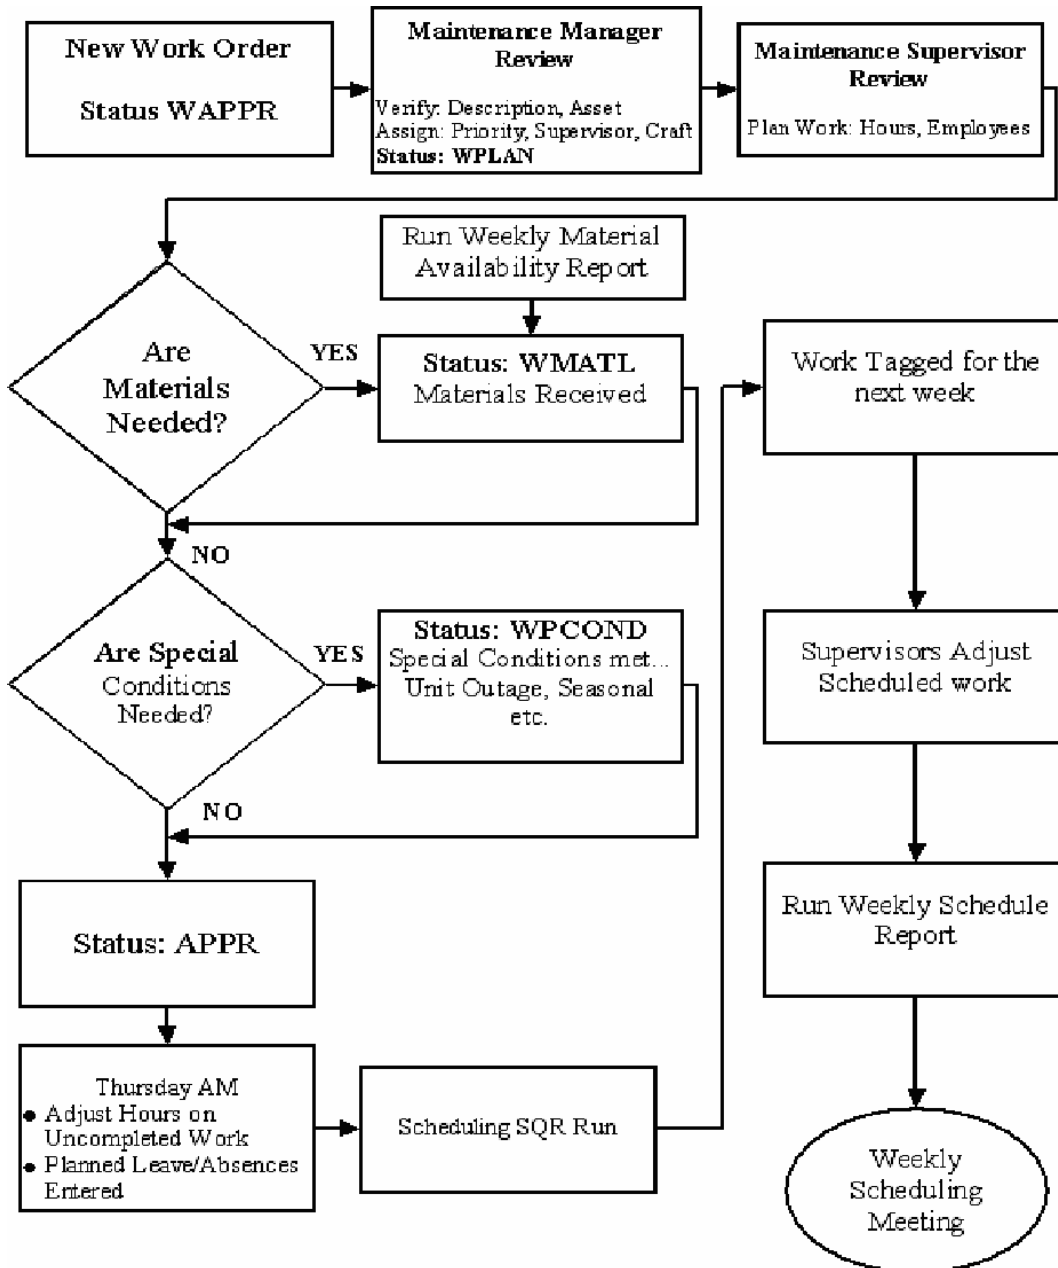 New Work Order
Status WAPPR
Maintenance Manager
Review
Verify: Description, Asset
Assign: Priority, Supervisor, Craft
Status: WPLAN
Maintenance Supervisor
Review
Plan Work: Hours, Employees
Run Weekly Material
Availability Report
Are
Materials
Needed?
YES
Status: WMATL
Materials Received
Work Tagged for the
next week
NO
Are Special
Conditions
Needed?
YES
Status: WPCOND
Special Conditions met...
Unit Outage, Seasonal
etc.
Supervisors Adjust
Scheduled work
NO
Status: APPR
Run Weekly Schedule
Report
Thursday AM
● Adjust Hours on
Uncompleted Work
● Planned Leave/Absences
Entered
Scheduling SQR Run
Weekly
Scheduling
Meeting